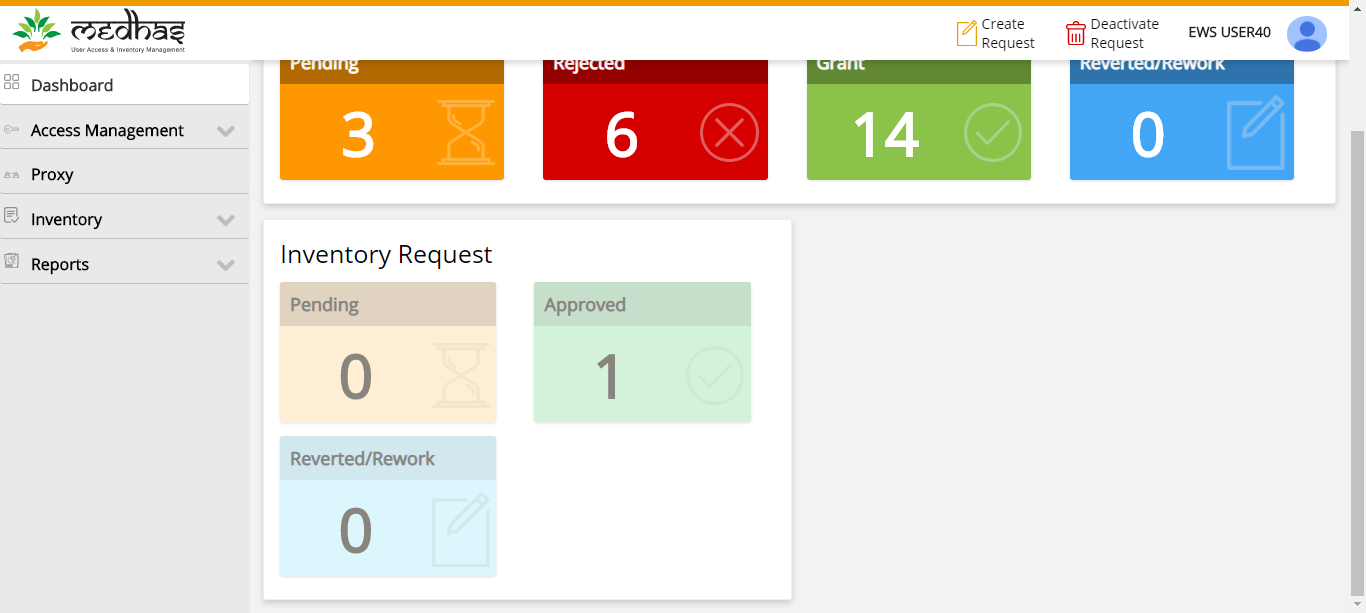 medhas
User Access & Inventory Management
Create
Request
Deactivate
Request
EWS USER40
Dashboard
Access Management
Proxy
Inventory
Reports
Pending
3
Rejected
6
Grant
14
Reverted/Rework
0
Inventory Request
Pending
0
Approved
1
Reverted/Rework
0